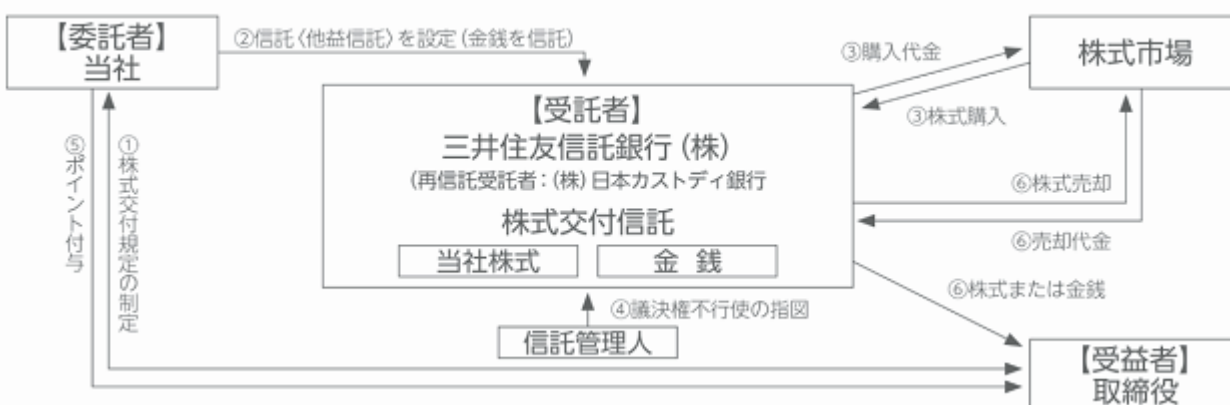 【委託者】
当社
②信託〈他益信託〉を設定(金銭を信託)
③購入代金
株式市場
③株式購入
【受託者】
三井住友信託銀行(株)
(再信託受託者:(株)日本カストディ銀行
株式交付信託
当社株式
金 銭
⑤ポイント付与
①株式交付規定の制定
⑥株式売却
⑥売却代金
⑥株式または金銭
④議決権不行使の指図
信託管理人
【受益者】
取締役